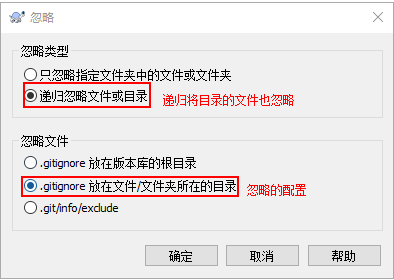 忽略
忽略类型
只忽略指定文件夹中的文件或文件夹
递归忽略文件或目录 递归将目录的文件也忽略
忽略文件
.gitignore 放在版本库的根目录
.gitignore 放在文件/文件夹所在的目录 忽略的配置
.git/info/exclude
确定 取消 帮助